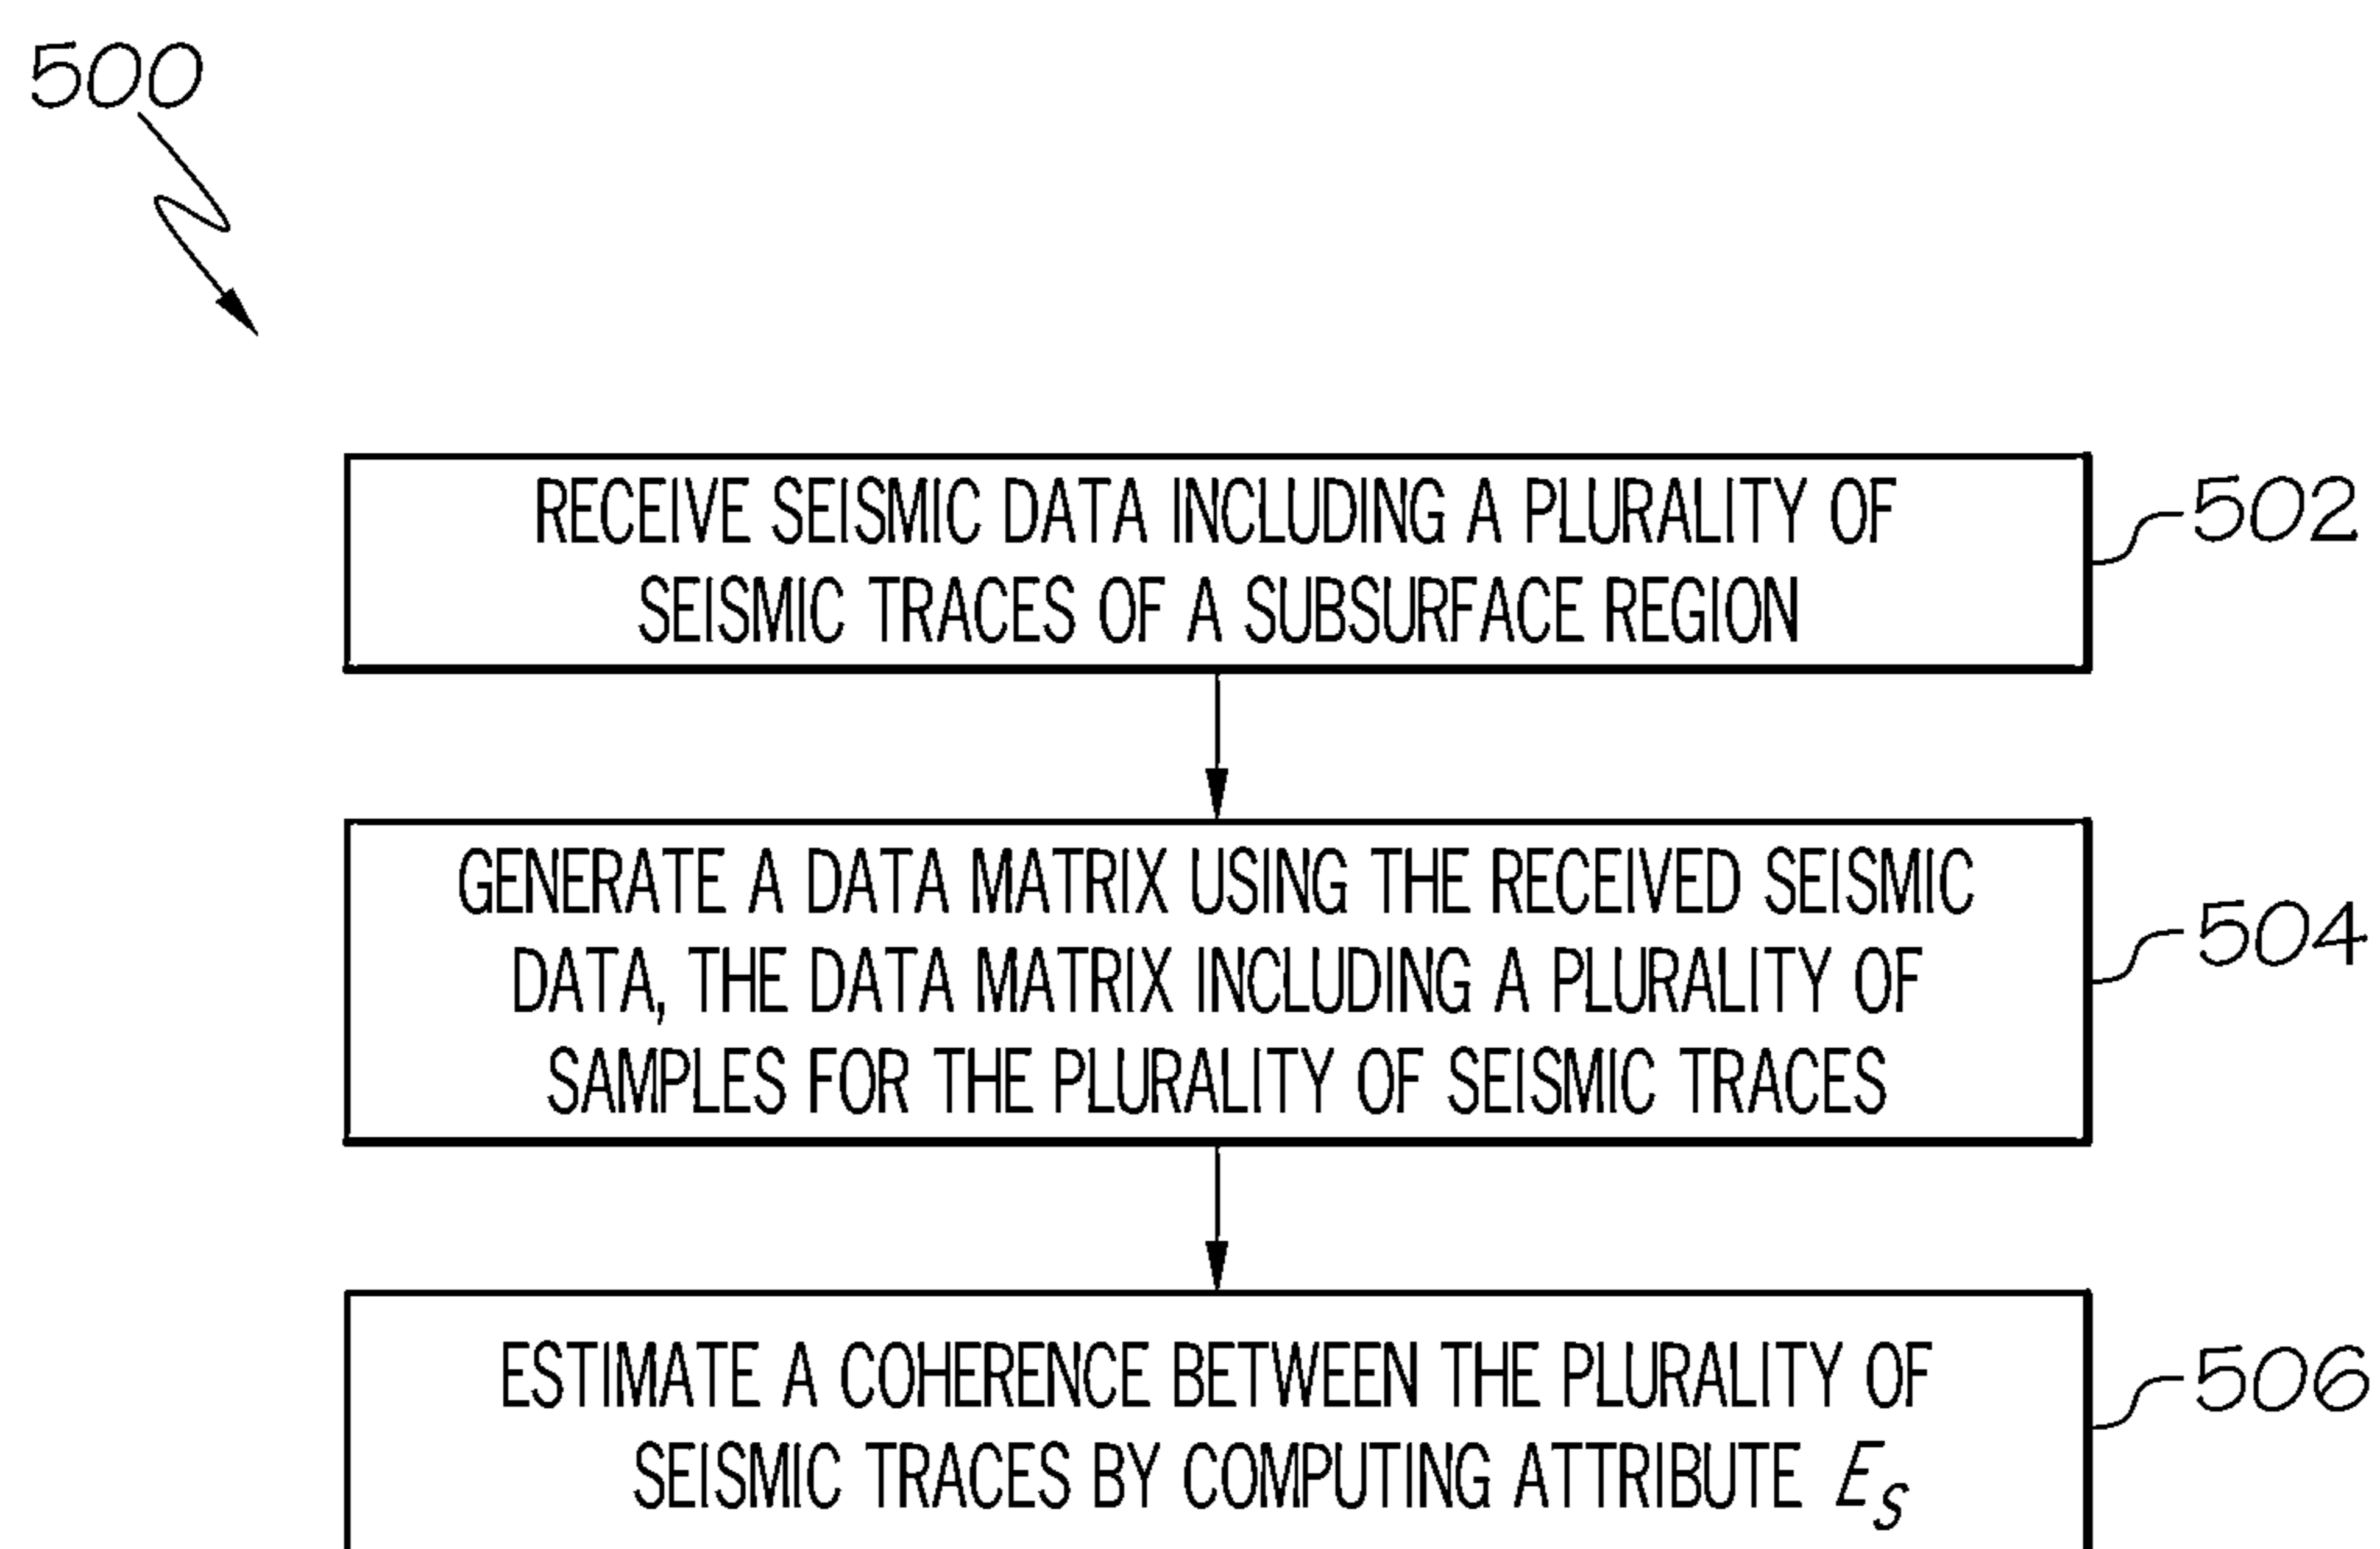 500
RECEIVE SEISMIC DATA INCLUDING A PLURALITY OF
SEISMIC TRACES OF A SUBSURFACE REGION
502
GENERATE A DATA MATRIX USING THE RECEIVED SEISMIC
DATA, THE DATA MATRIX INCLUDING A PLURALITY OF
SAMPLES FOR THE PLURALITY OF SEISMIC TRACES
504
ESTIMATE A COHERENCE BETWEEN THE PLURALITY OF
SEISMIC TRACES BY COMPUTING ATTRIBUTE E_S
506